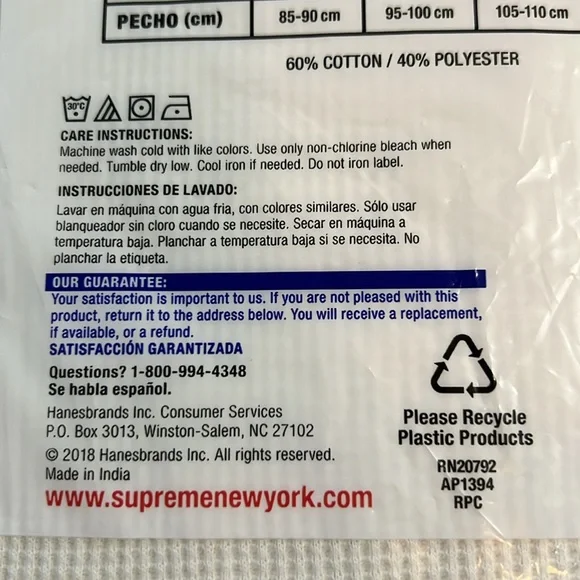 PECHO (cm) 85-90 cm 95-100 cm 105-110 cm
60% COTTON / 40% POLYESTER
30°C
CARE INSTRUCTIONS:
Machine wash cold with like colors. Use only non-chlorine bleach when
needed. Tumble dry low. Cool iron if needed. Do not iron label.
INSTRUCCIONES DE LAVADO:
Lavar en máquina con agua fria, con colores similares. Sólo usar
blanqueador sin cloro cuando se necesite. Secar en máquina a
temperatura baja. Planchar a temperatura baja si se necesita. No
planchar la etiqueta.
OUR GUARANTEE:
Your satisfaction is important to us. If you are not pleased with this
product, return it to the address below. You will receive a replacement,
if available, or a refund.
SATISFACCIÓN GARANTIZADA
Questions? 1-800-994-4348
Se habla español.
Hanesbrands Inc. Consumer Services
P.O. Box 3013, Winston-Salem, NC 27102
© 2018 Hanesbrands Inc. All rights reserved.
Made in India
www.supremenewyork.com
Please Recycle
Plastic Products
RN20792
AP1394
RPC